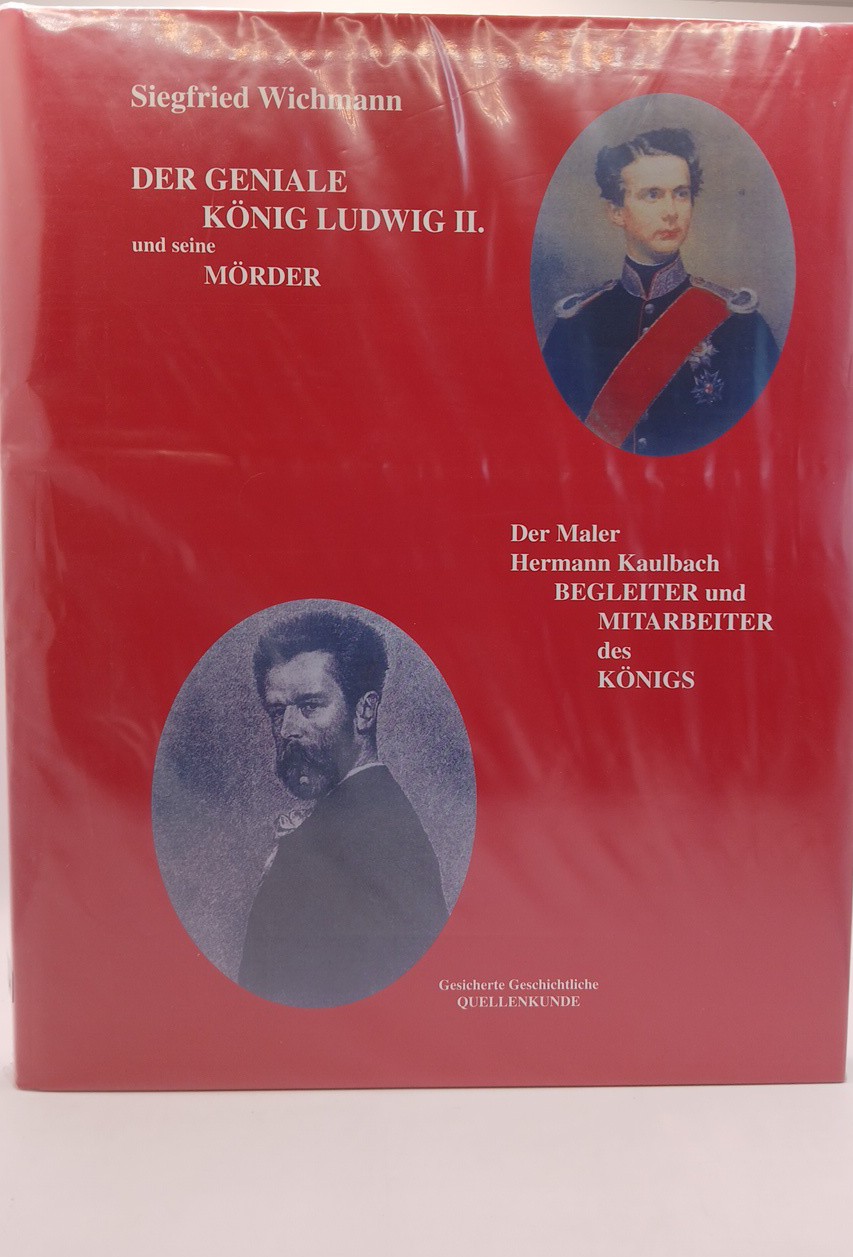 Siegfried Wichmann
DER GENIALE
KÖNIG LUDWIG II.
und seine
MÖRDER
Der Maler
Hermann Kaulbach
BEGLEITER und
MITARBEITER
des
KÖNIGS
Gesicherte Geschichtliche
QUELLENKUNDE